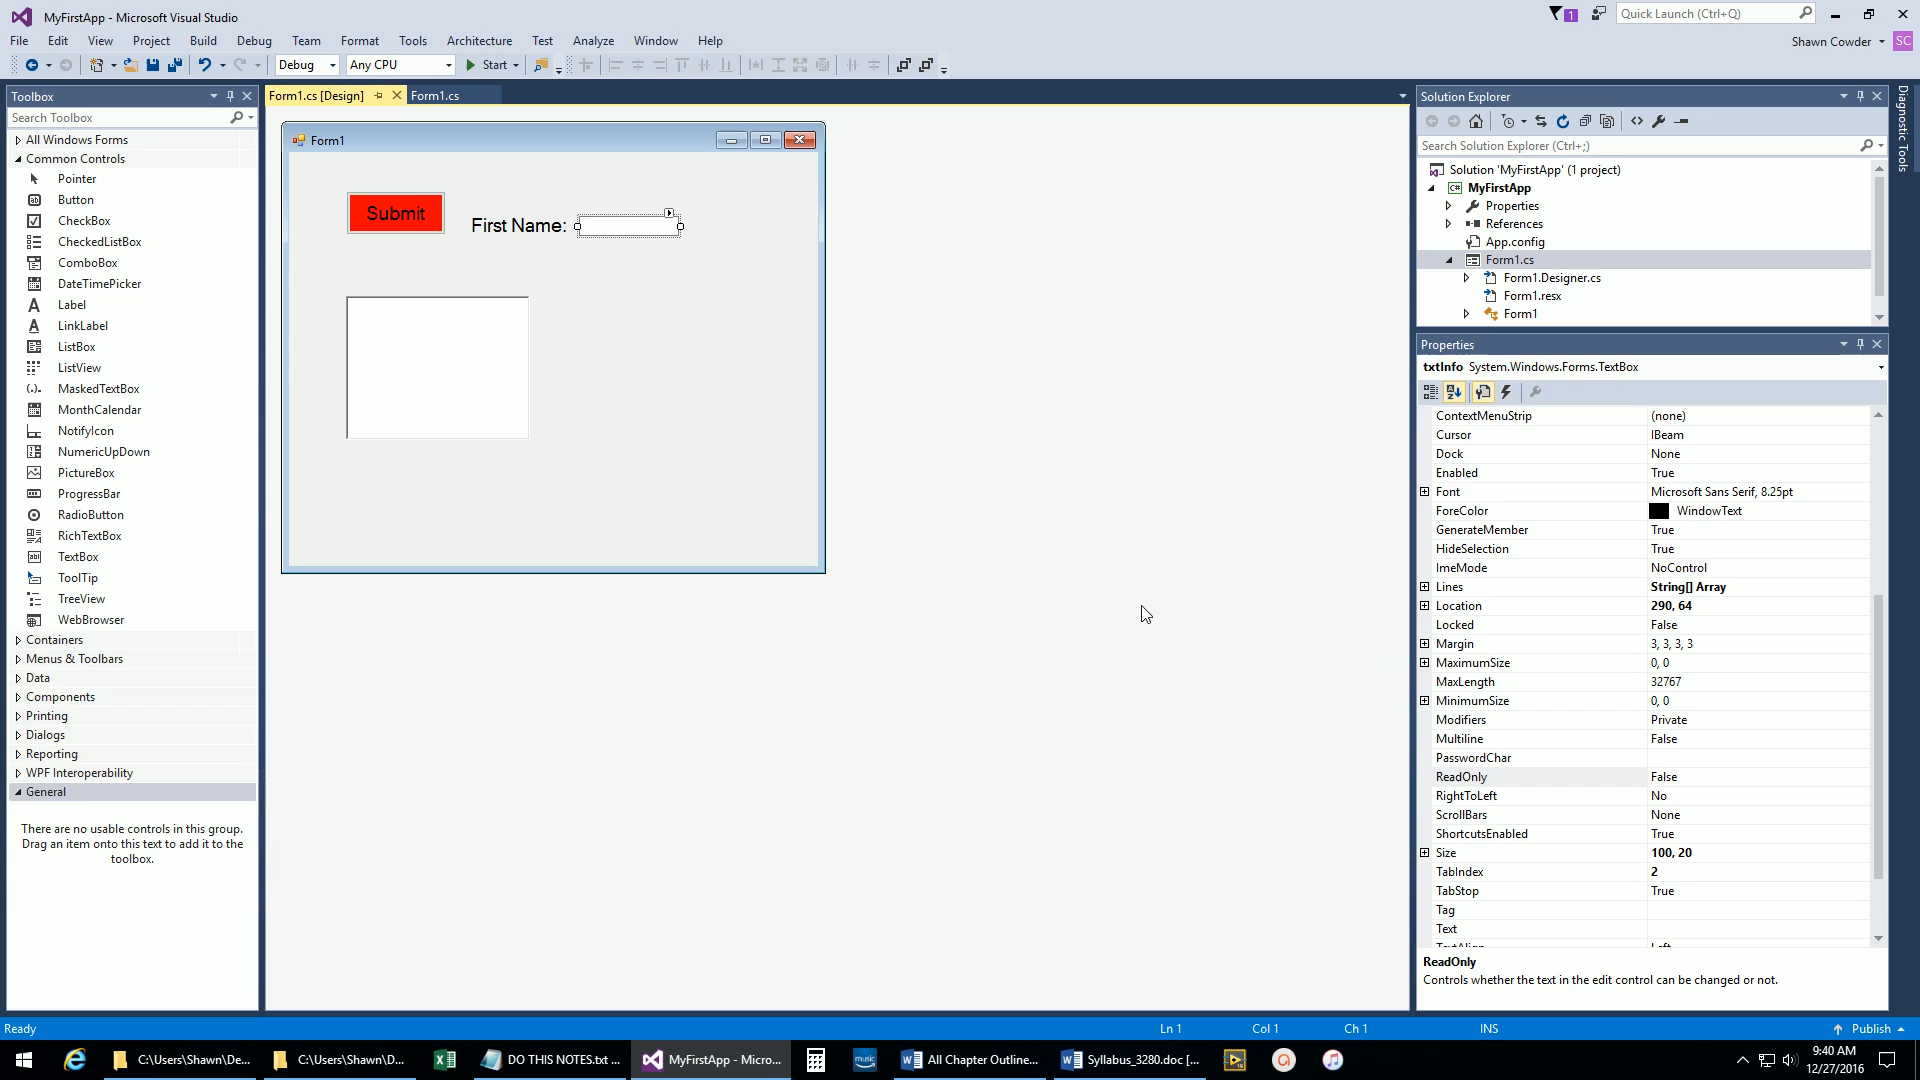 MyFirstApp - Microsoft Visual Studio
1
Quick Launch (Ctrl+Q)
File Edit View Project Build Debug Team Format Tools Architecture Test Analyze Window Help
Shawn Cowder SC
Debug Any CPU Start
Toolbox
Search Toolbox
All Windows Forms
Common Controls
Pointer
Button
CheckBox
CheckedListBox
ComboBox
DateTimePicker
Label
LinkLabel
ListBox
ListView
MaskedTextBox
MonthCalendar
NotifyIcon
NumericUpDown
PictureBox
ProgressBar
RadioButton
RichTextBox
TextBox
ToolTip
TreeView
WebBrowser
Containers
Menus & Toolbars
Data
Components
Printing
Dialogs
Reporting
WPF Interoperability
General
There are no usable controls in this group.
Drag an item onto this text to add it to the
toolbox.
Form1.cs [Design] Form1.cs
Form1
Submit
First Name:
Solution Explorer
Search Solution Explorer (Ctrl+;)
Solution 'MyFirstApp' (1 project)
C# MyFirstApp
Properties
References
App.config
Form1.cs
Form1.Designer.cs
Form1.resx
Form1
Diagnostic Tools
Properties
txtInfo System.Windows.Forms.TextBox
ContextMenuStrip (none)
Cursor IBeam
Dock None
Enabled True
Font Microsoft Sans Serif, 8.25pt
ForeColor WindowText
GenerateMember True
HideSelection True
ImeMode NoControl
Lines String[] Array
Location 290, 64
Locked False
Margin 3, 3, 3, 3
MaximumSize 0, 0
MaxLength 32767
MinimumSize 0, 0
Modifiers Private
Multiline False
PasswordChar
ReadOnly False
RightToLeft No
ScrollBars None
ShortcutsEnabled True
Size 100, 20
TabIndex 2
TabStop True
Tag
Text
TextAlign Left
ReadOnly
Controls whether the text in the edit control can be changed or not.
Ready Ln 1 Col 1 Ch 1 INS Publish
C:\Users\Shawn\De... C:\Users\Shawn\D... DO THIS NOTES.txt ... MyFirstApp - Micro... music All Chapter Outline... Syllabus_3280.doc [...
9:40 AM
12/27/2016